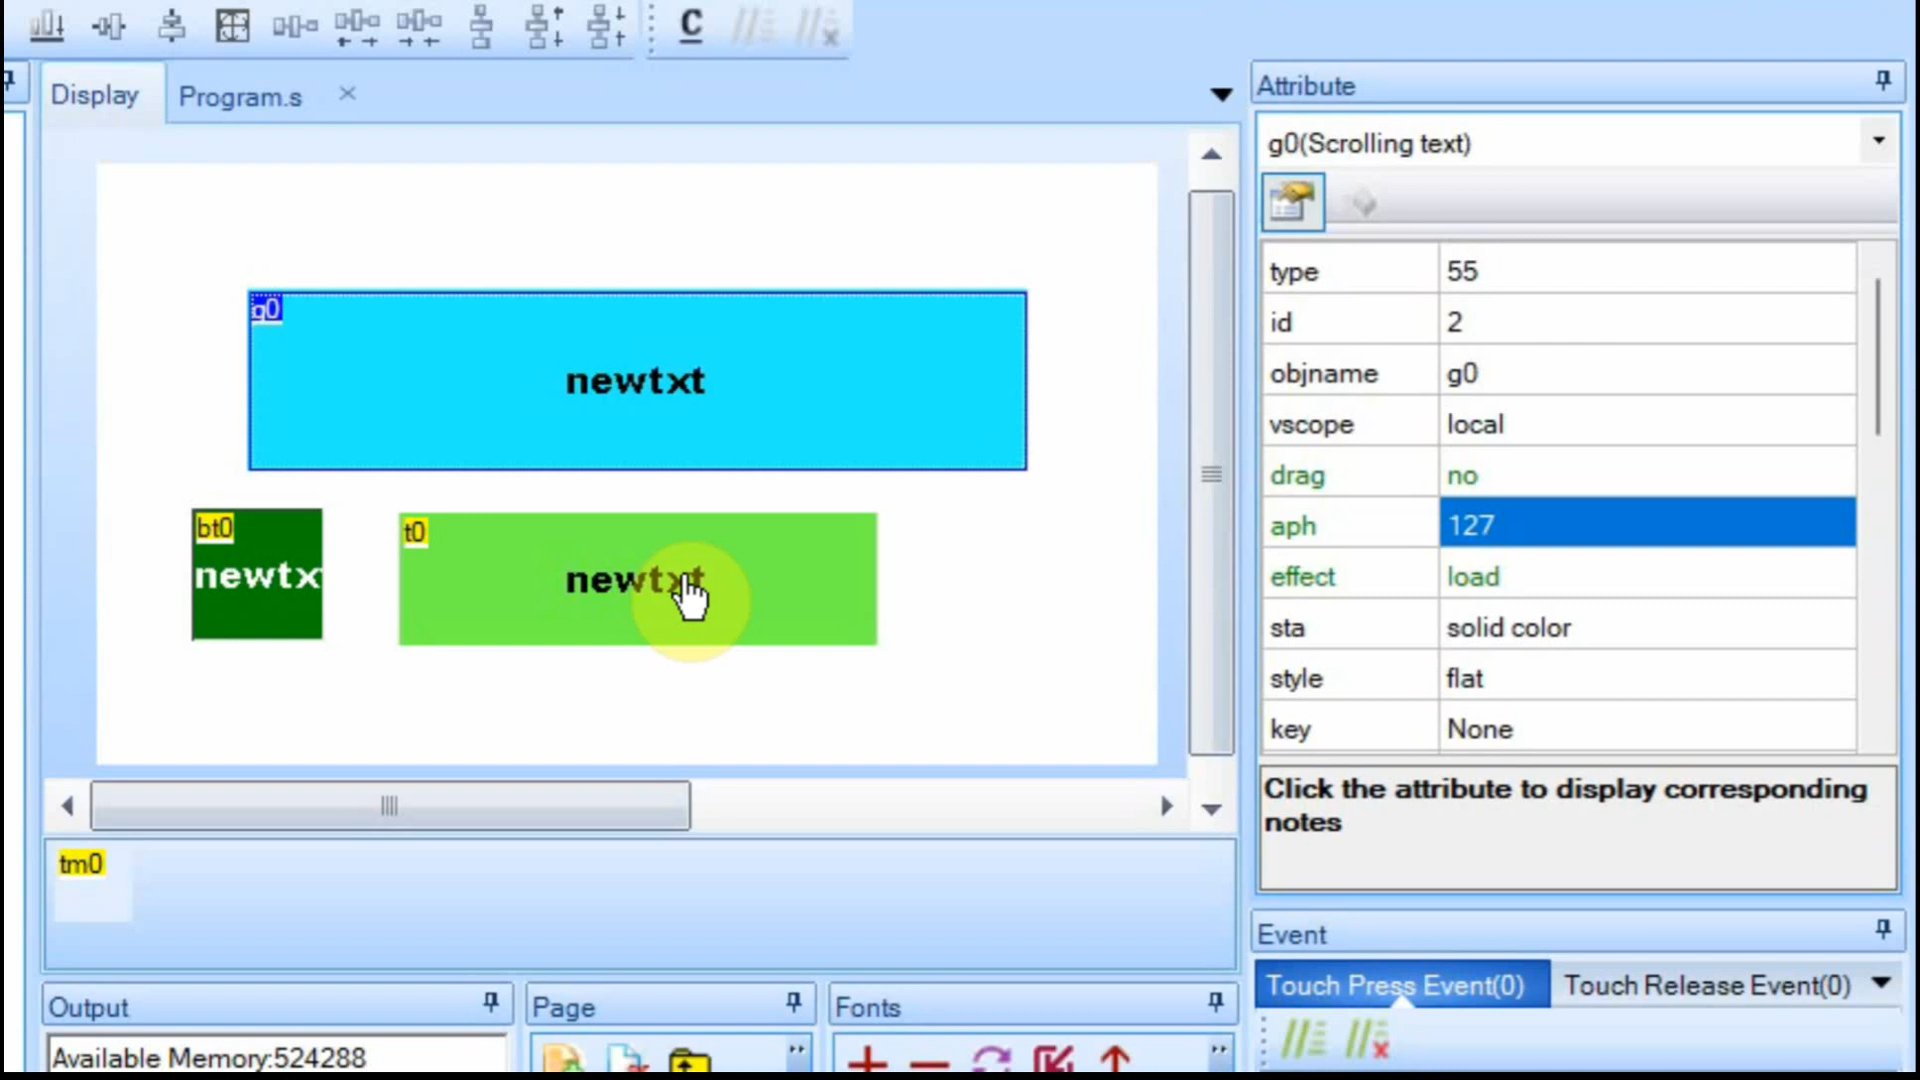 C
Display
Program.s
Attribute
g0(Scrolling text)
type 55
id 2
objname g0
vscope local
drag no
aph 127
effect load
sta solid color
style flat
key None
Click the attribute to display corresponding
notes
g0
newtxt
bt0
newtx
t0
newtxt
tm0
Event
Touch Press Event(0)
Touch Release Event(0)
Output
Page
Fonts
Available Memory:524288